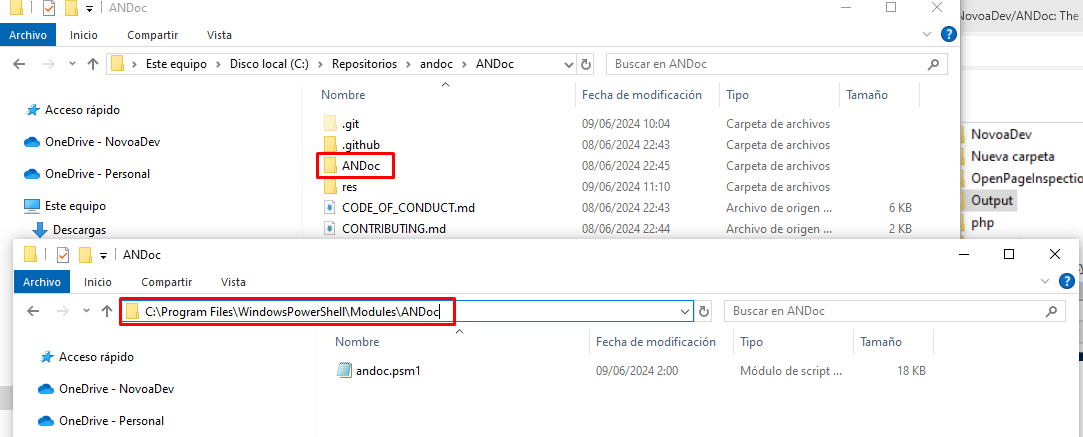 ANDoc
NovoaDev/ANDoc: The
Archivo Inicio Compartir Vista
Este equipo Disco local (C:) Repositorios andoc ANDoc
Buscar en ANDoc
Nombre Fecha de modificación Tipo Tamaño
Acceso rápido
OneDrive - NovoaDev
OneDrive - Personal
Este equipo
Descargas
.git 09/06/2024 10:04 Carpeta de archivos
.github 08/06/2024 22:43 Carpeta de archivos
ANDoc 08/06/2024 22:45 Carpeta de archivos
res 09/06/2024 11:10 Carpeta de archivos
CODE_OF_CONDUCT.md 08/06/2024 22:43 Archivo de origen ... 6 KB
CONTRIBUTING.md 08/06/2024 22:44 Archivo de origen ... 2 KB
NovoaDev
Nueva carpeta
OpenPageInspectio
Output
php
ANDoc
Archivo Inicio Compartir Vista
C:\Program Files\WindowsPowerShell\Modules\ANDoc
Buscar en ANDoc
Nombre Fecha de modificación Tipo Tamaño
Acceso rápido
OneDrive - NovoaDev
OneDrive - Personal
andoc.psm1 09/06/2024 2:00 Módulo de script ... 18 KB